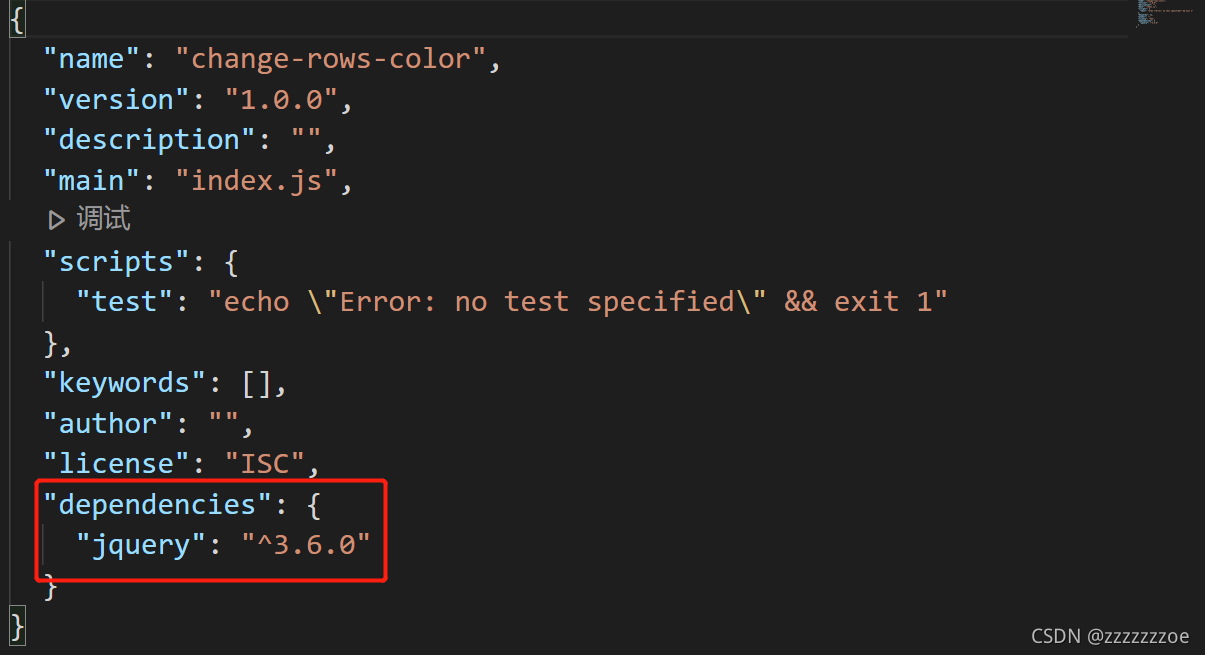 {
"name": "change-rows-color",
"version": "1.0.0",
"description": "",
"main": "index.js",
调试
"scripts": {
"test": "echo \"Error: no test specified\" && exit 1"
},
"keywords": [],
"author": "",
"license": "ISC",
"dependencies": {
"jquery": "^3.6.0"
}
}
CSDN @zzzzzzzoe